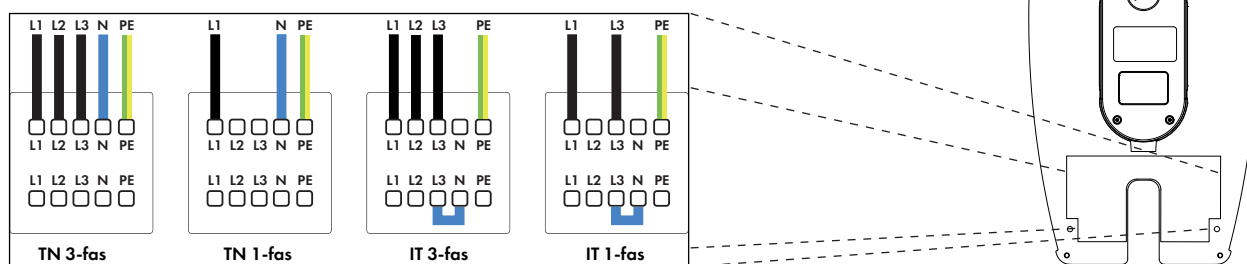 L1 L2 L3 N PE
L1 L2 L3 N PE
L1 L2 L3 N PE
TN 3-fas
L1 N PE
L1 L2 L3 N PE
L1 L2 L3 N PE
TN 1-fas
L1 L2 L3 PE
L1 L2 L3 N PE
L1 L2 L3 N PE
IT 3-fas
L1 L3 PE
L1 L2 L3 N PE
L1 L2 L3 N PE
IT 1-fas